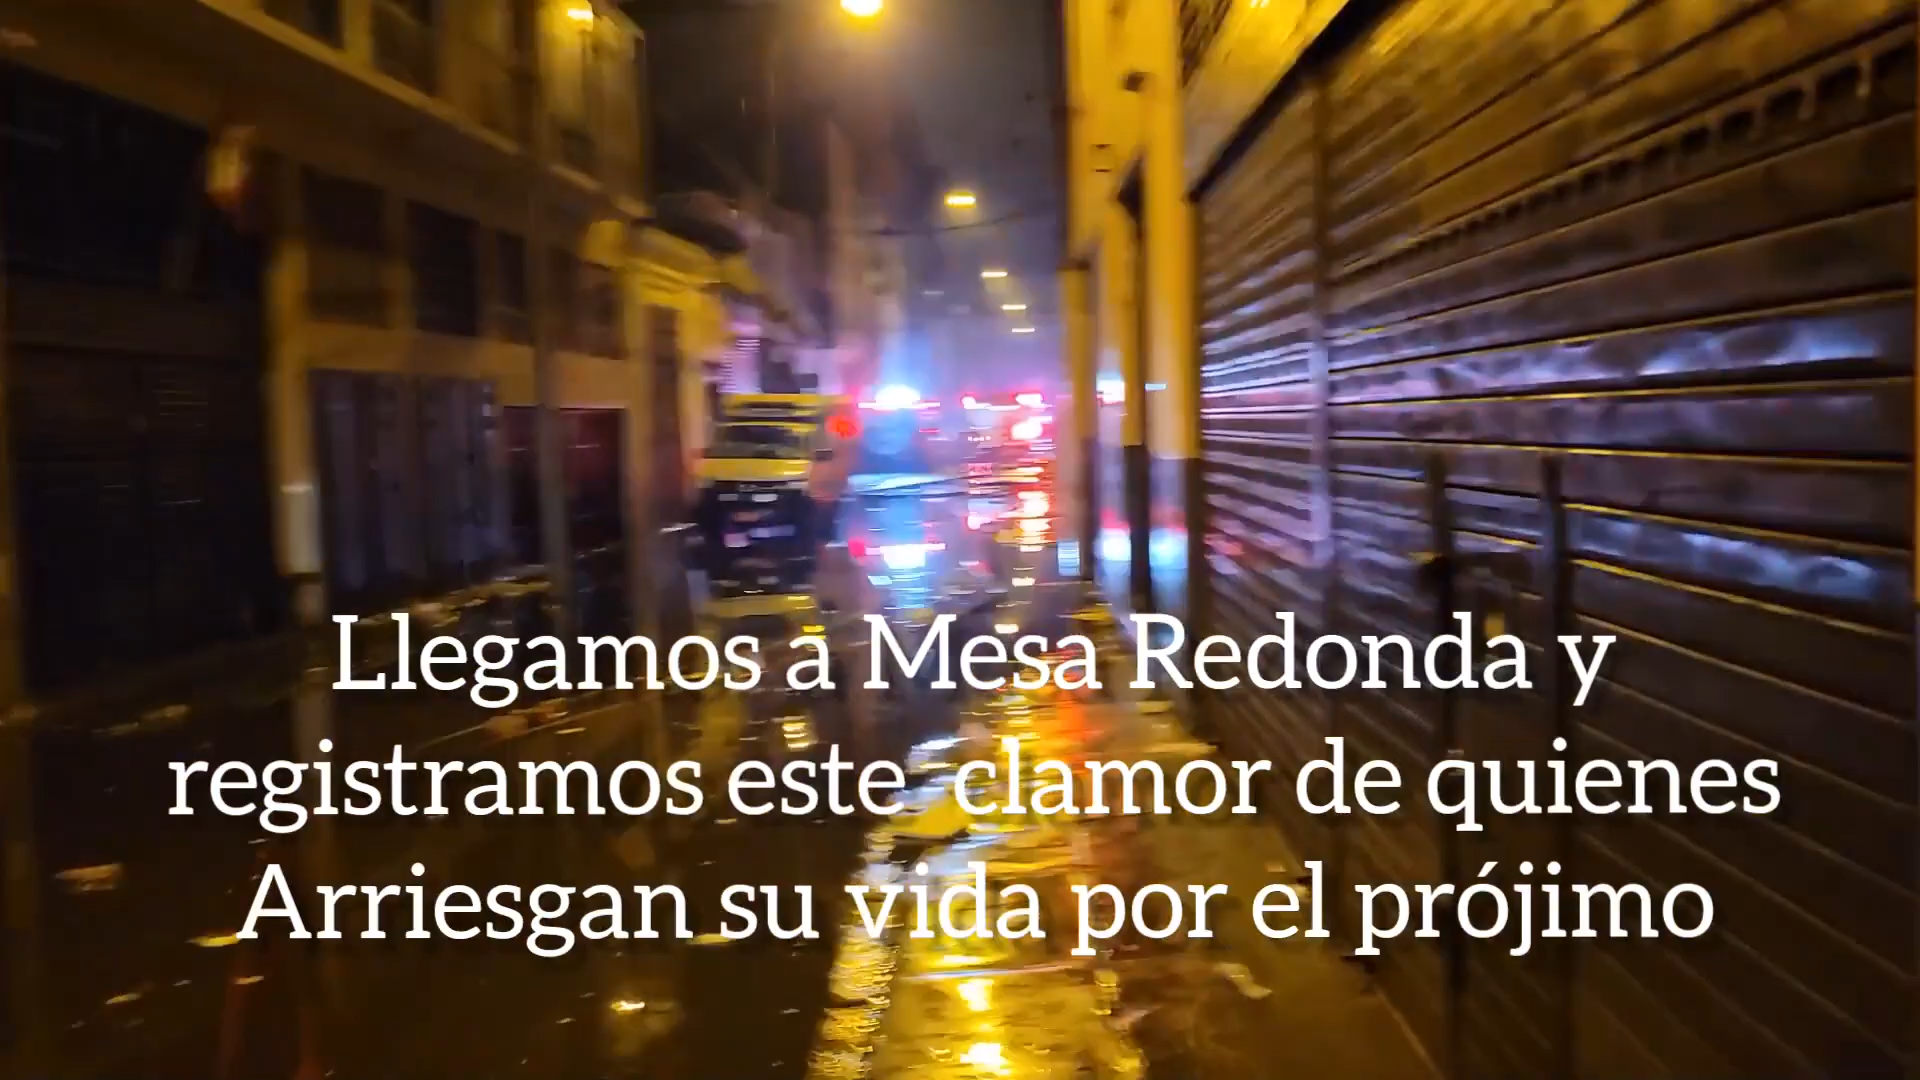 Llegamos a Mesa Redonda y
registramos este clamor de quienes
Arriesgan su vida por el prójimo